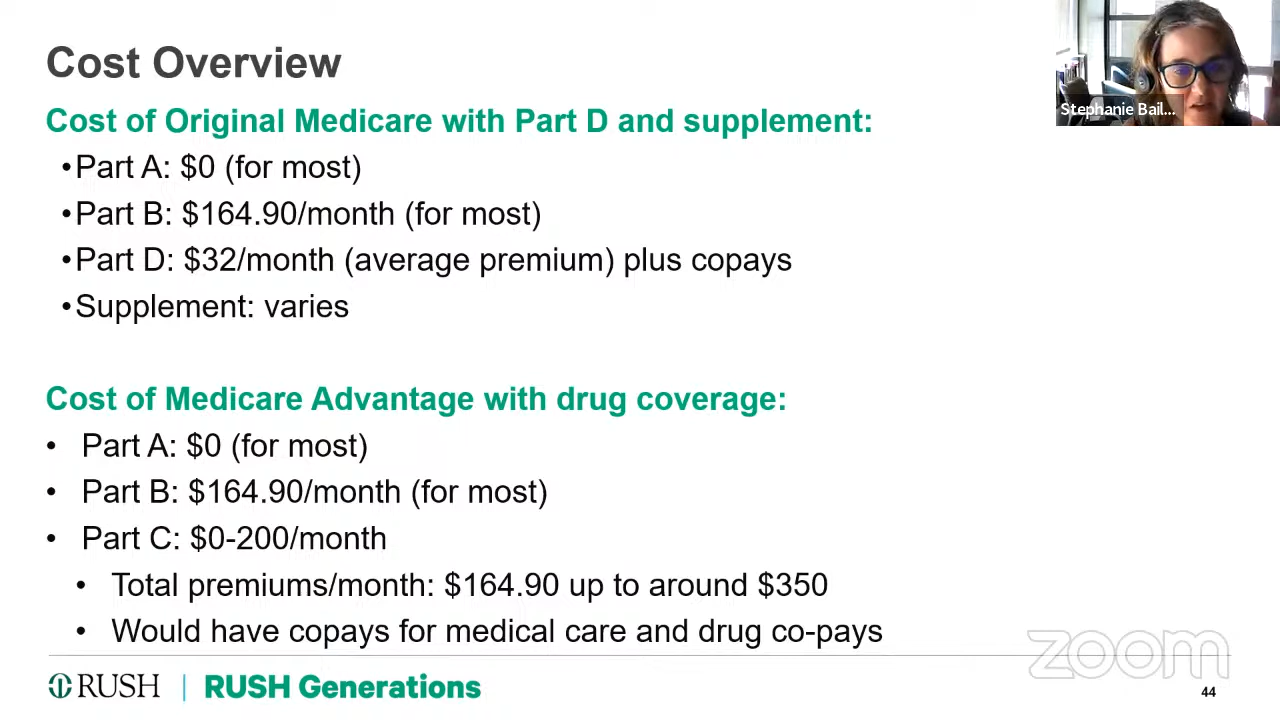 Cost Overview
Stephanie Bail...
Cost of Original Medicare with Part D and supplement:
•Part A: $0 (for most)
•Part B: $164.90/month (for most)
•Part D: $32/month (average premium) plus copays
•Supplement: varies
Cost of Medicare Advantage with drug coverage:
• Part A: $0 (for most)
• Part B: $164.90/month (for most)
• Part C: $0-200/month
• Total premiums/month: $164.90 up to around $350
• Would have copays for medical care and drug co-pays
zoom
RUSH | RUSH Generations
44